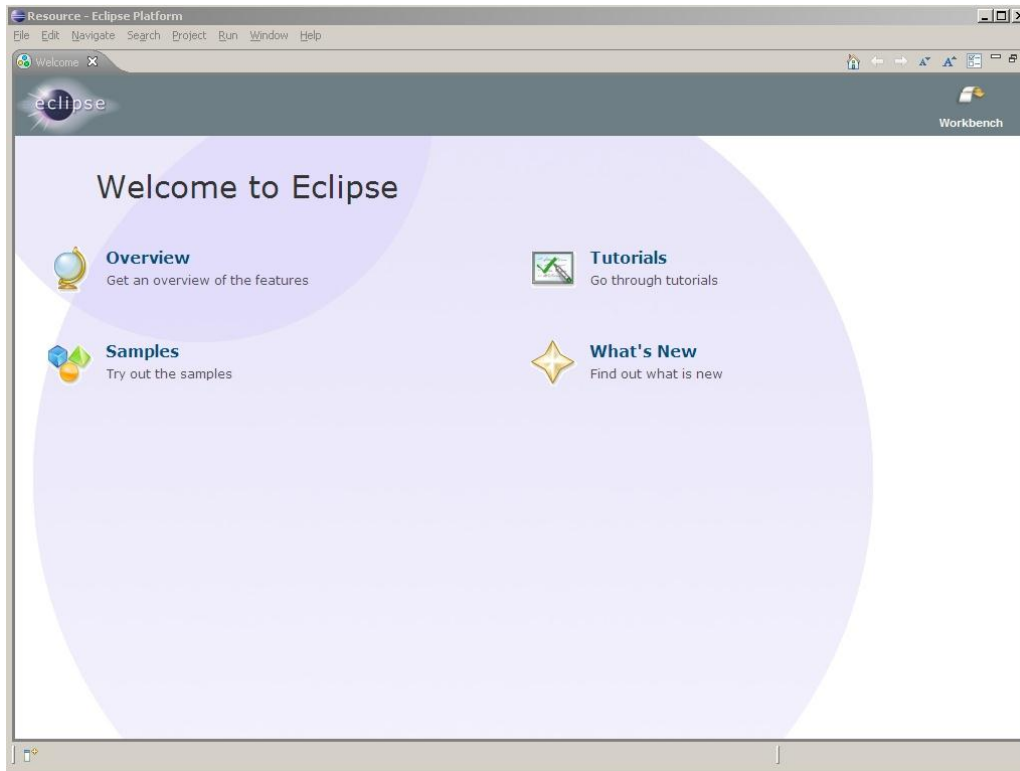 Resource - Eclipse Platform
File Edit Navigate Search Project Run Window Help
Welcome
A A
eclipse
Workbench
Welcome to Eclipse
Overview
Get an overview of the features
Tutorials
Go through tutorials
Samples
Try out the samples
What's New
Find out what is new